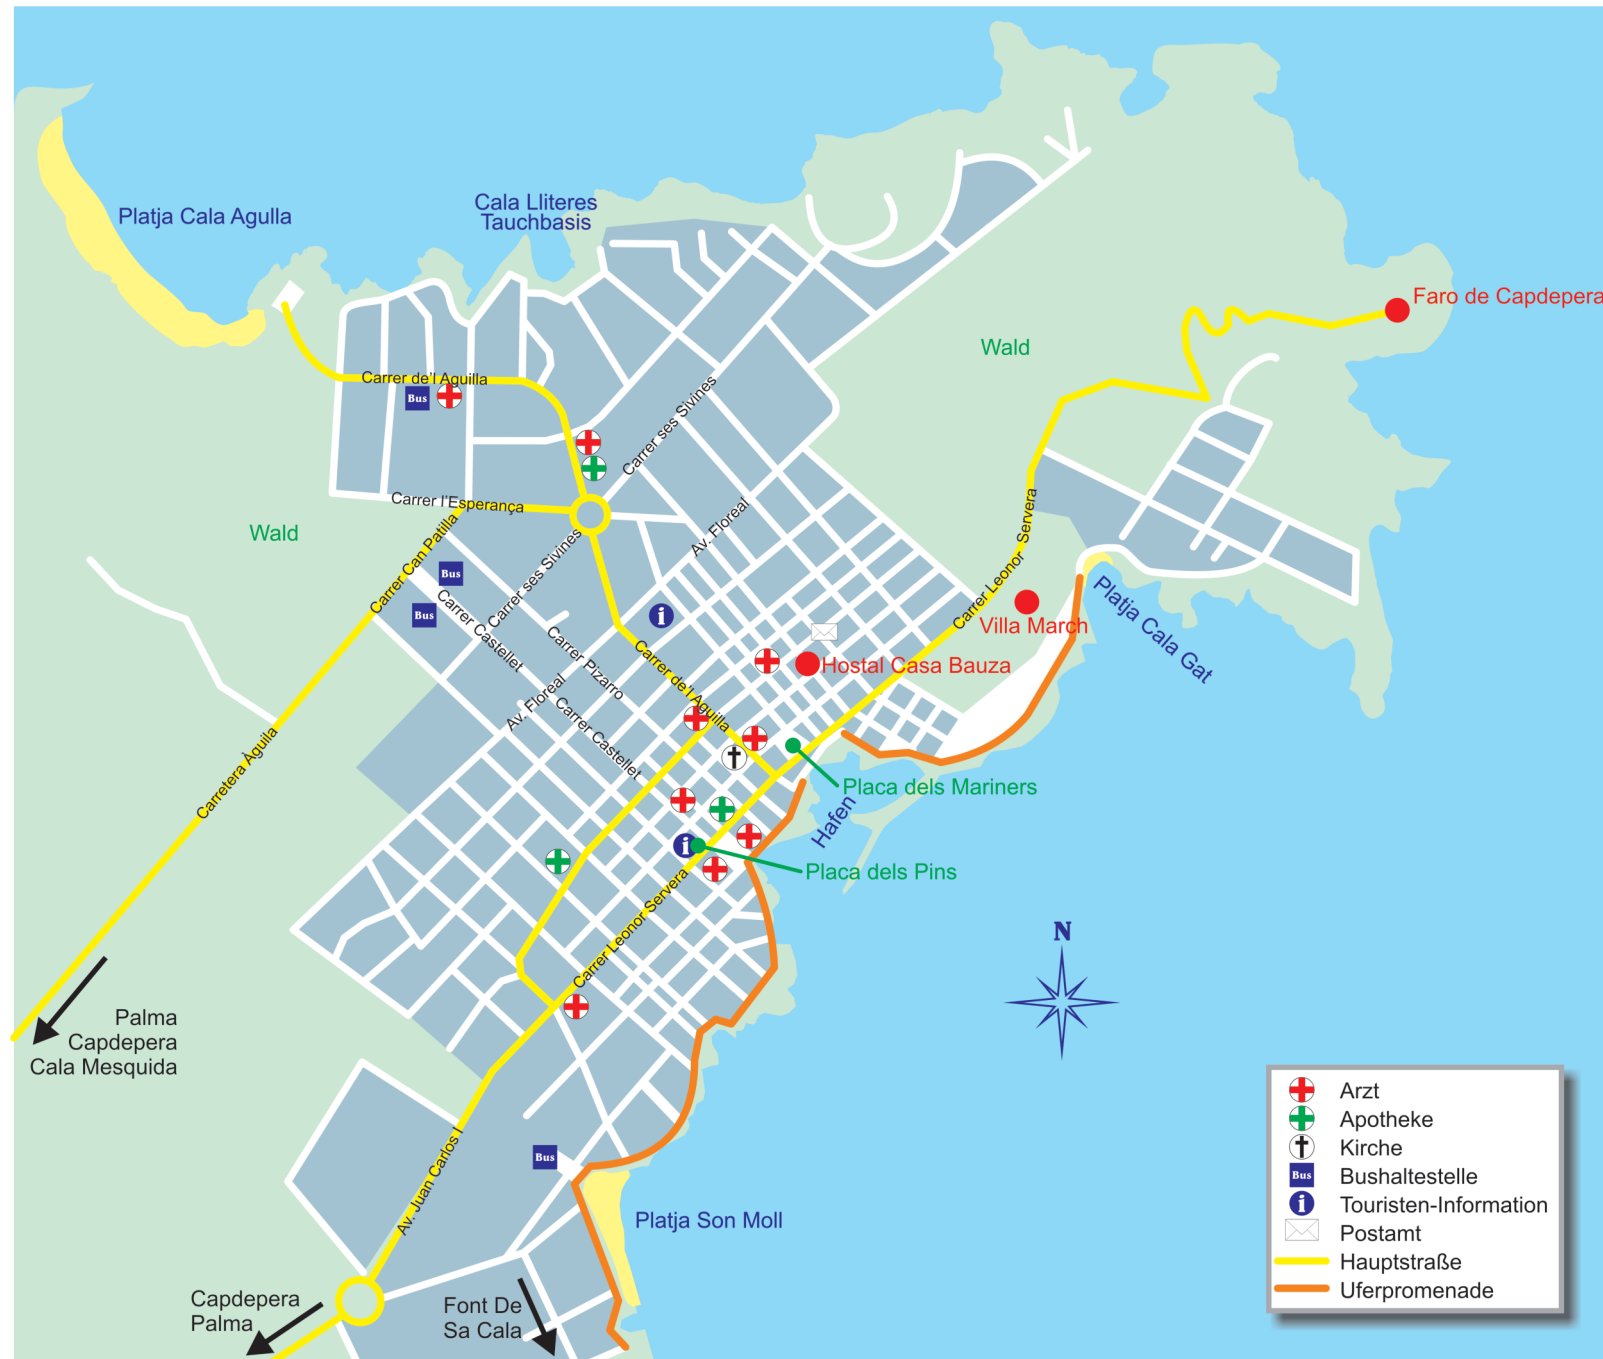 Platja Cala Agulla
Cala Lliteres
Tauchbasis
Faro de Capdepera
Wald
Carrer de'l Aguilla
Bus
Carrer ses Sivines
Carrer l'Esperança
Wald
Av. Floreal
Carrer Leonor Servera
Carrer Can Patilla
Carrer ses Sivines
Bus
Bus
i
Carrer Castellet
Carrer Pizarro
Platja Cala Gat
Villa March
Carrer de'l Aguilla
Hostal Casa Bauza
Av. Floreal
Carrer Castellet
Carretera Àguila
Placa dels Mariners
Hafen
i
Placa dels Pins
Carrer Leonor Servera
N
Palma
Capdepera
Cala Mesquida
Av. Juan Carlos I
Bus
Platja Son Moll
Capdepera
Palma
Font De
Sa Cala
Arzt
Apotheke
Kirche
Bus Bushaltestelle
i Touristen-Information
Postamt
Hauptstraße
Uferpromenade